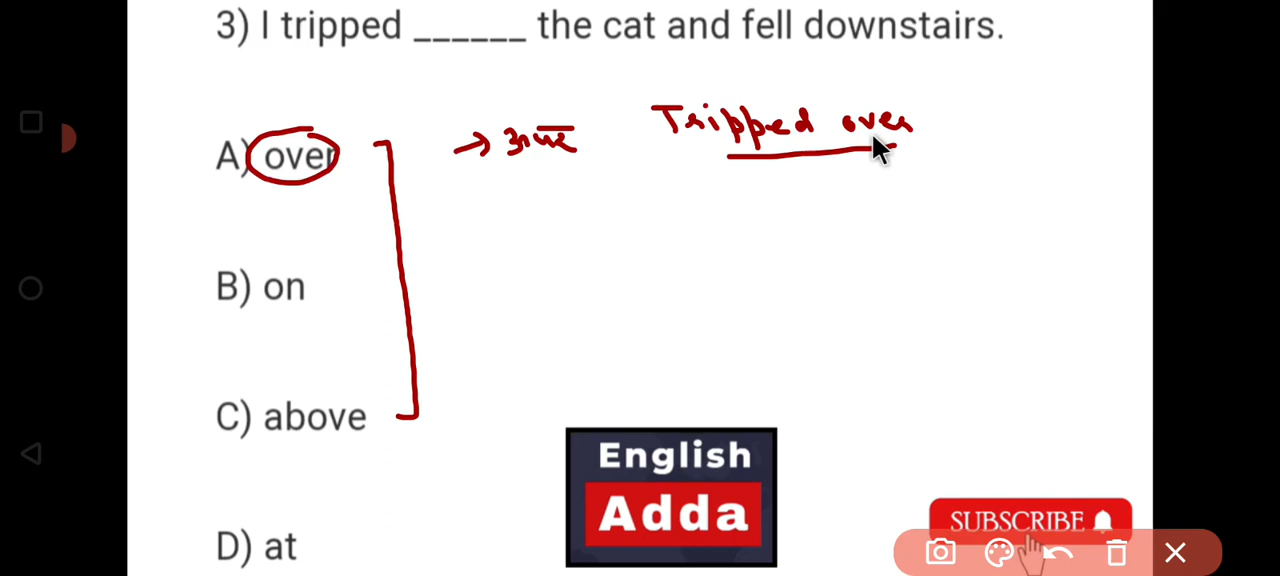 3) I tripped ______ the cat and fell downstairs.
Tripped over
A) over
B) on
C) above
English
Adda
SUBSCRIBE
D) at